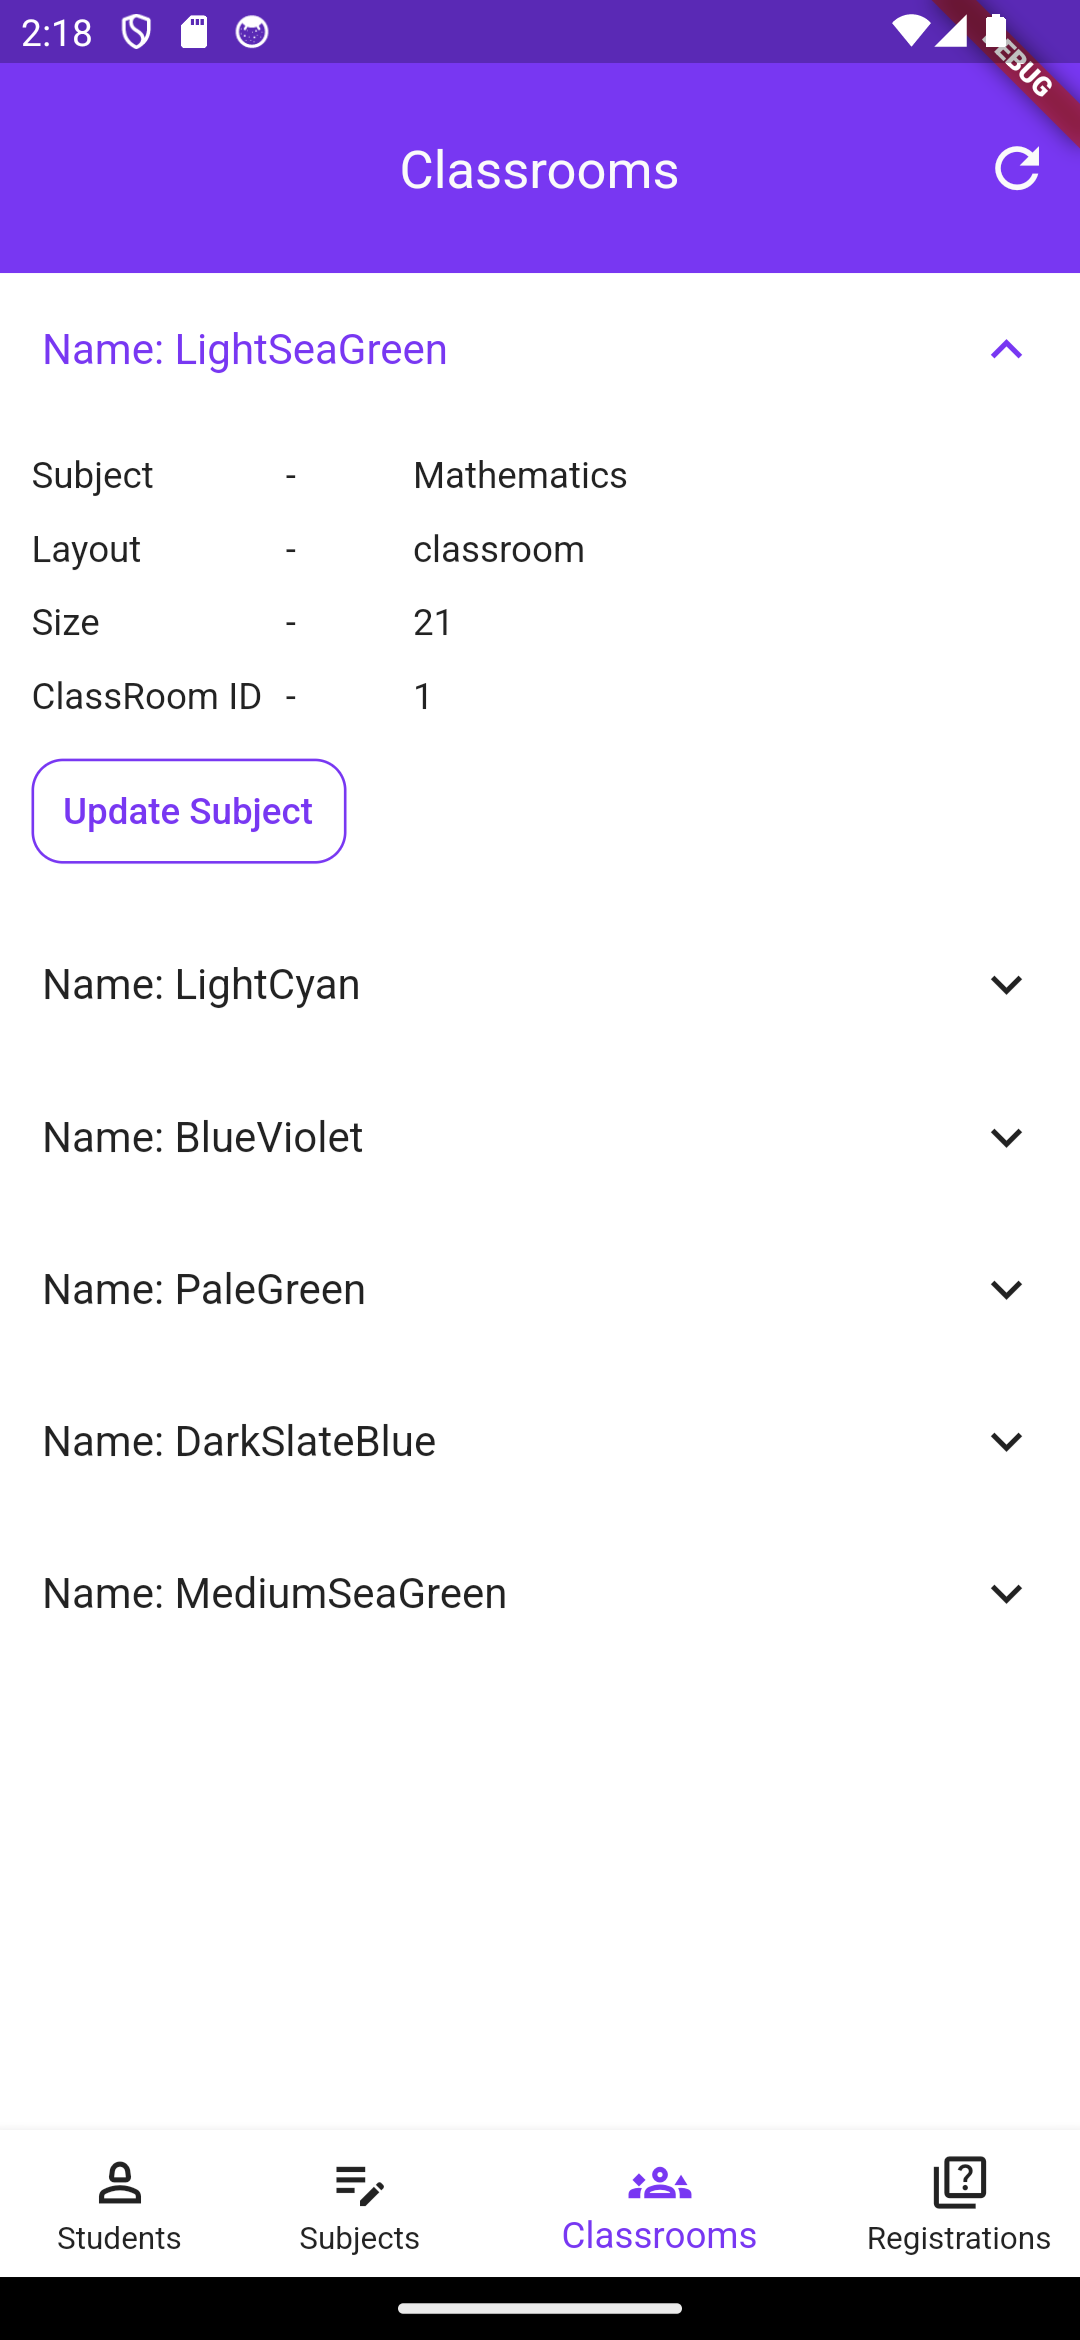 2:18
DEBUG
Classrooms
Name: LightSeaGreen
Subject - Mathematics
Layout - classroom
Size - 21
ClassRoom ID - 1
Update Subject
Name: LightCyan
Name: BlueViolet
Name: PaleGreen
Name: DarkSlateBlue
Name: MediumSeaGreen
Students Subjects Classrooms Registrations